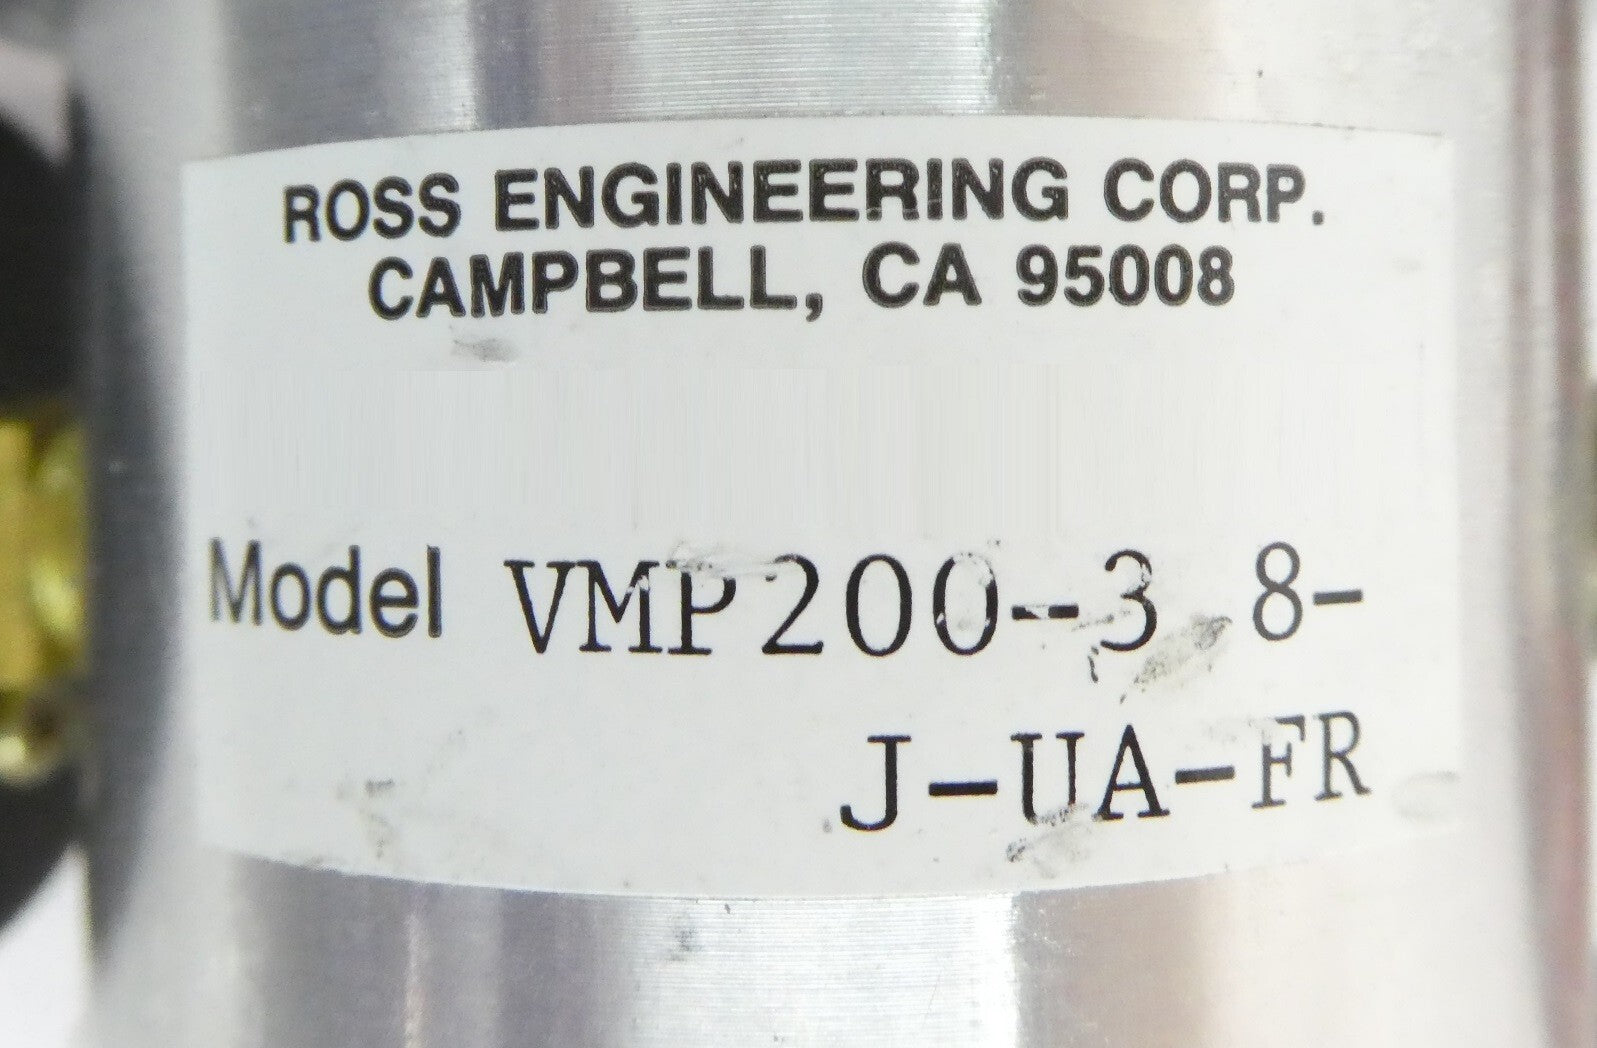 ROSS ENGINEERING CORP.
CAMPBELL, CA 95008
Model VMP200-3 8-
J-UA-FR